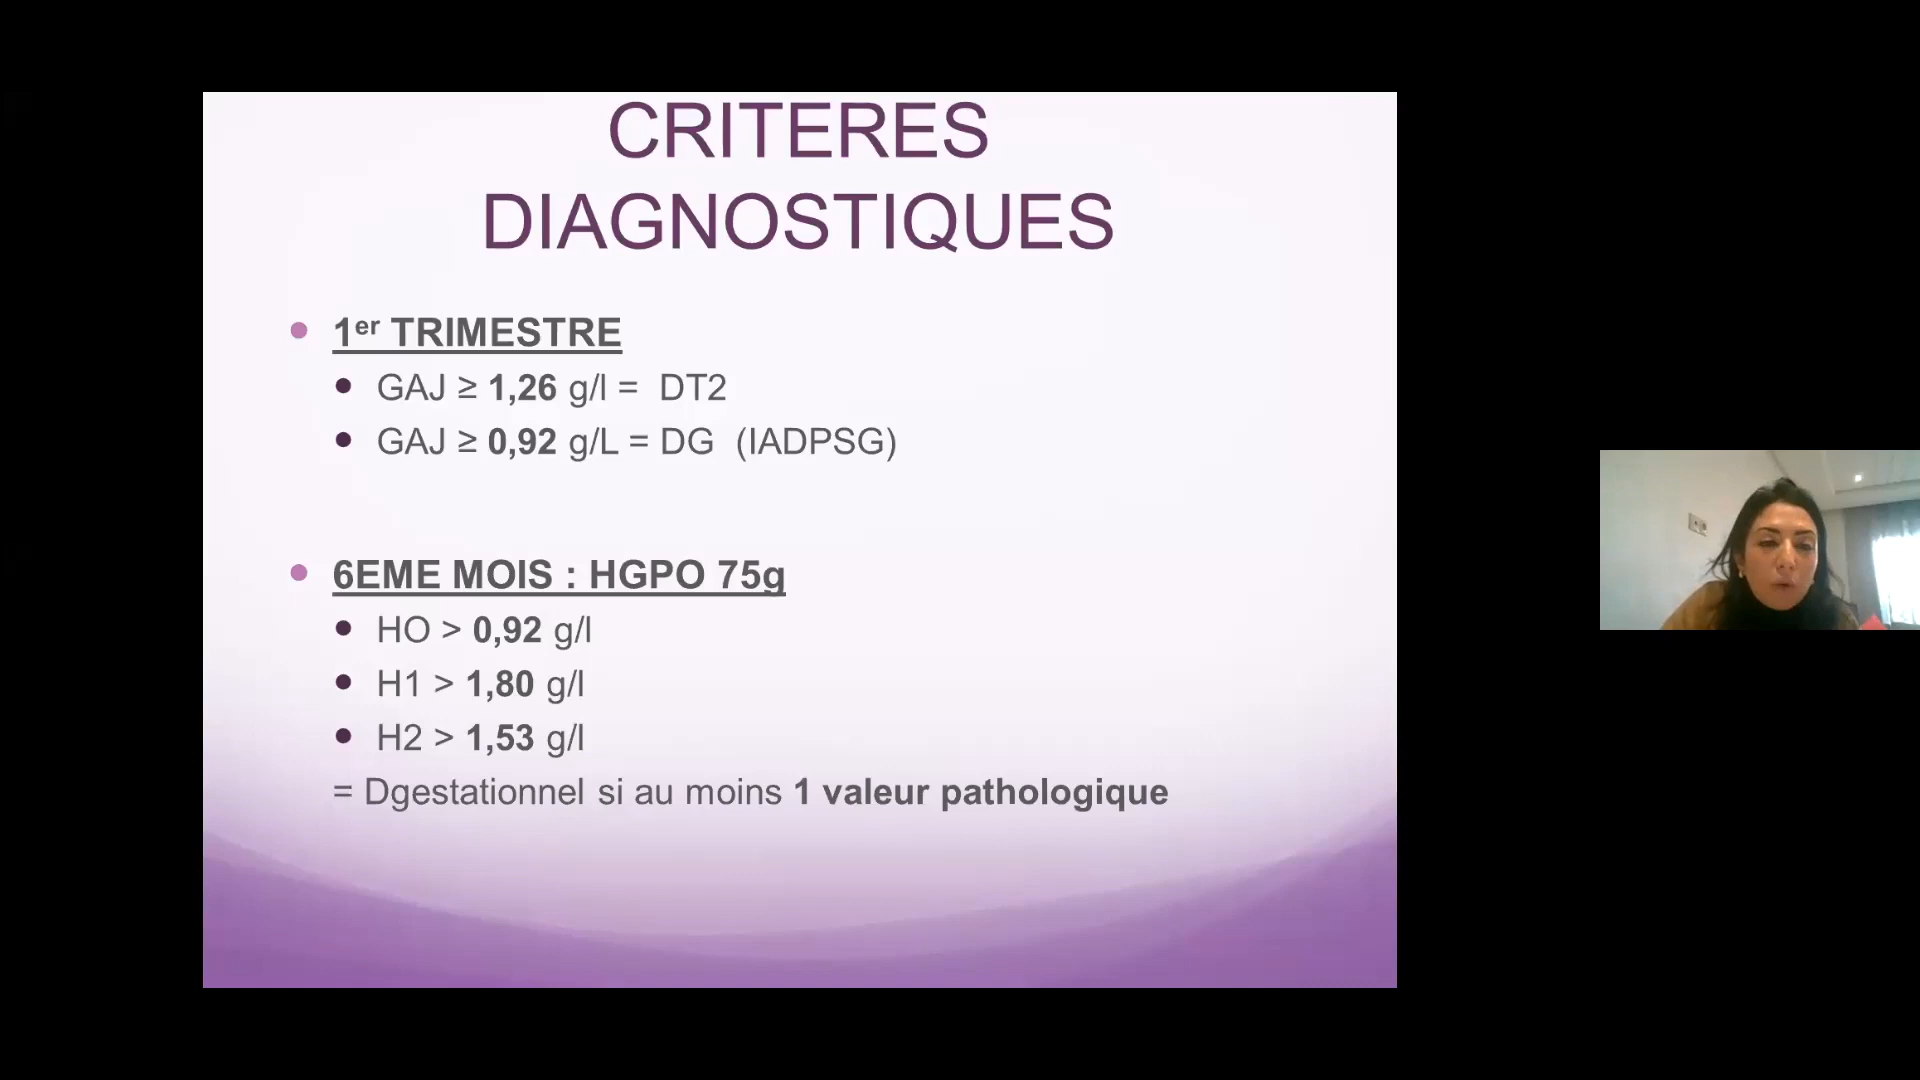 CRITERES
DIAGNOSTIQUES
1er TRIMESTRE
GAJ ≥ 1,26 g/l = DT2
GAJ ≥ 0,92 g/L = DG (IADPSG)
6EME MOIS : HGPO 75g
HO > 0,92 g/l
H1 > 1,80 g/l
H2 > 1,53 g/l
= Dgestationnel si au moins 1 valeur pathologique